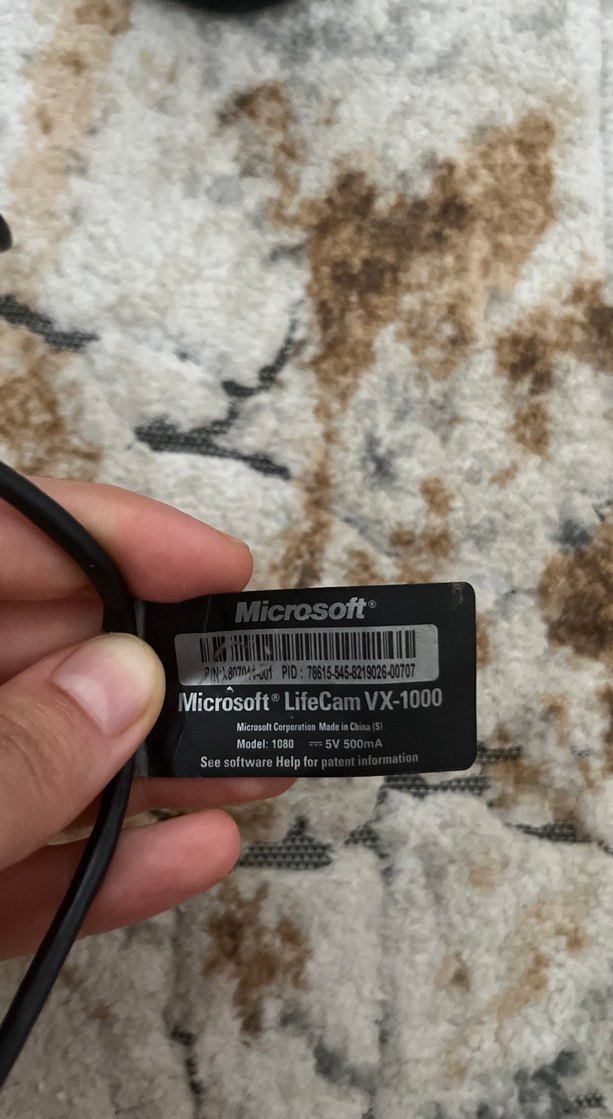 Microsoft®
PID : 78615-545-8219026-00707
Microsoft® LifeCam VX-1000
Microsoft Corporation Made in China (S)
Model: 1080 ⎓ 5V 500mA
See software Help for patent information